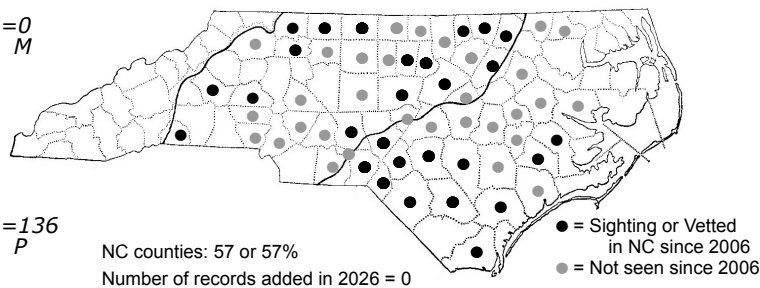 =0
M
=136
P
NC counties: 57 or 57%
Number of records added in 2026 = 0
= Sighting or Vetted
in NC since 2006
= Not seen since 2006